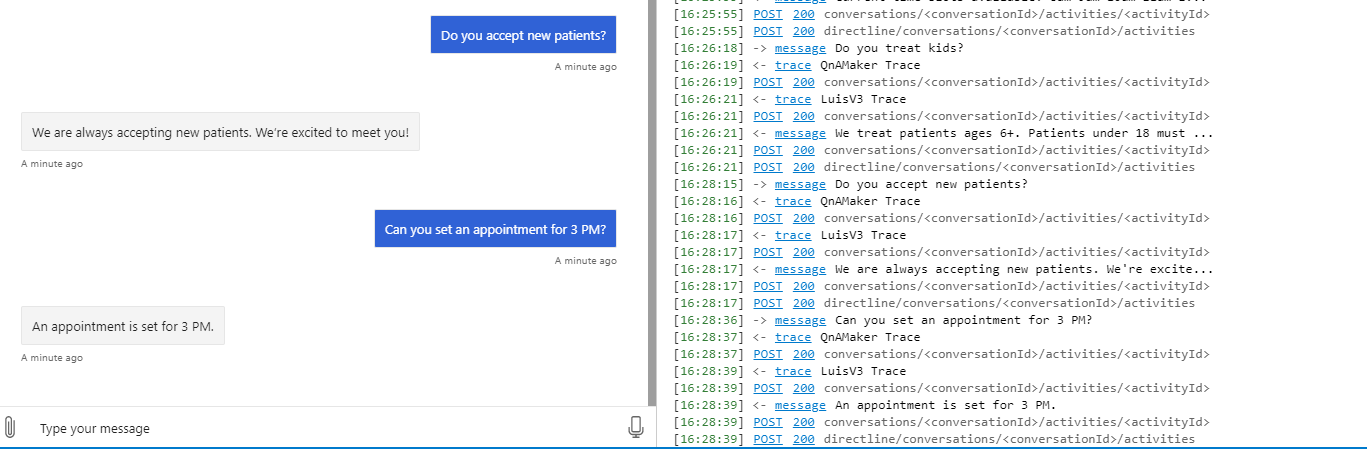 Do you accept new patients?
A minute ago
We are always accepting new patients. We're excited to meet you!
A minute ago
Can you set an appointment for 3 PM?
A minute ago
An appointment is set for 3 PM.
A minute ago
Type your message
[16:25:55] POST 200 conversations/<conversationId>/activities/<activityId>
[16:25:55] POST 200 directline/conversations/<conversationId>/activities
[16:26:18] -> message Do you treat kids?
[16:26:19] <- trace QnAMaker Trace
[16:26:19] POST 200 conversations/<conversationId>/activities/<activityId>
[16:26:21] <- trace LuisV3 Trace
[16:26:21] POST 200 conversations/<conversationId>/activities/<activityId>
[16:26:21] <- message We treat patients ages 6+. Patients under 18 must ...
[16:26:21] POST 200 conversations/<conversationId>/activities/<activityId>
[16:26:21] POST 200 directline/conversations/<conversationId>/activities
[16:28:15] -> message Do you accept new patients?
[16:28:16] <- trace QnAMaker Trace
[16:28:16] POST 200 conversations/<conversationId>/activities/<activityId>
[16:28:17] <- trace LuisV3 Trace
[16:28:17] POST 200 conversations/<conversationId>/activities/<activityId>
[16:28:17] <- message We are always accepting new patients. We're excite...
[16:28:17] POST 200 conversations/<conversationId>/activities/<activityId>
[16:28:17] POST 200 directline/conversations/<conversationId>/activities
[16:28:36] -> message Can you set an appointment for 3 PM?
[16:28:37] <- trace QnAMaker Trace
[16:28:37] POST 200 conversations/<conversationId>/activities/<activityId>
[16:28:39] <- trace LuisV3 Trace
[16:28:39] POST 200 conversations/<conversationId>/activities/<activityId>
[16:28:39] <- message An appointment is set for 3 PM.
[16:28:39] POST 200 conversations/<conversationId>/activities/<activityId>
[16:28:39] POST 200 directline/conversations/<conversationId>/activities